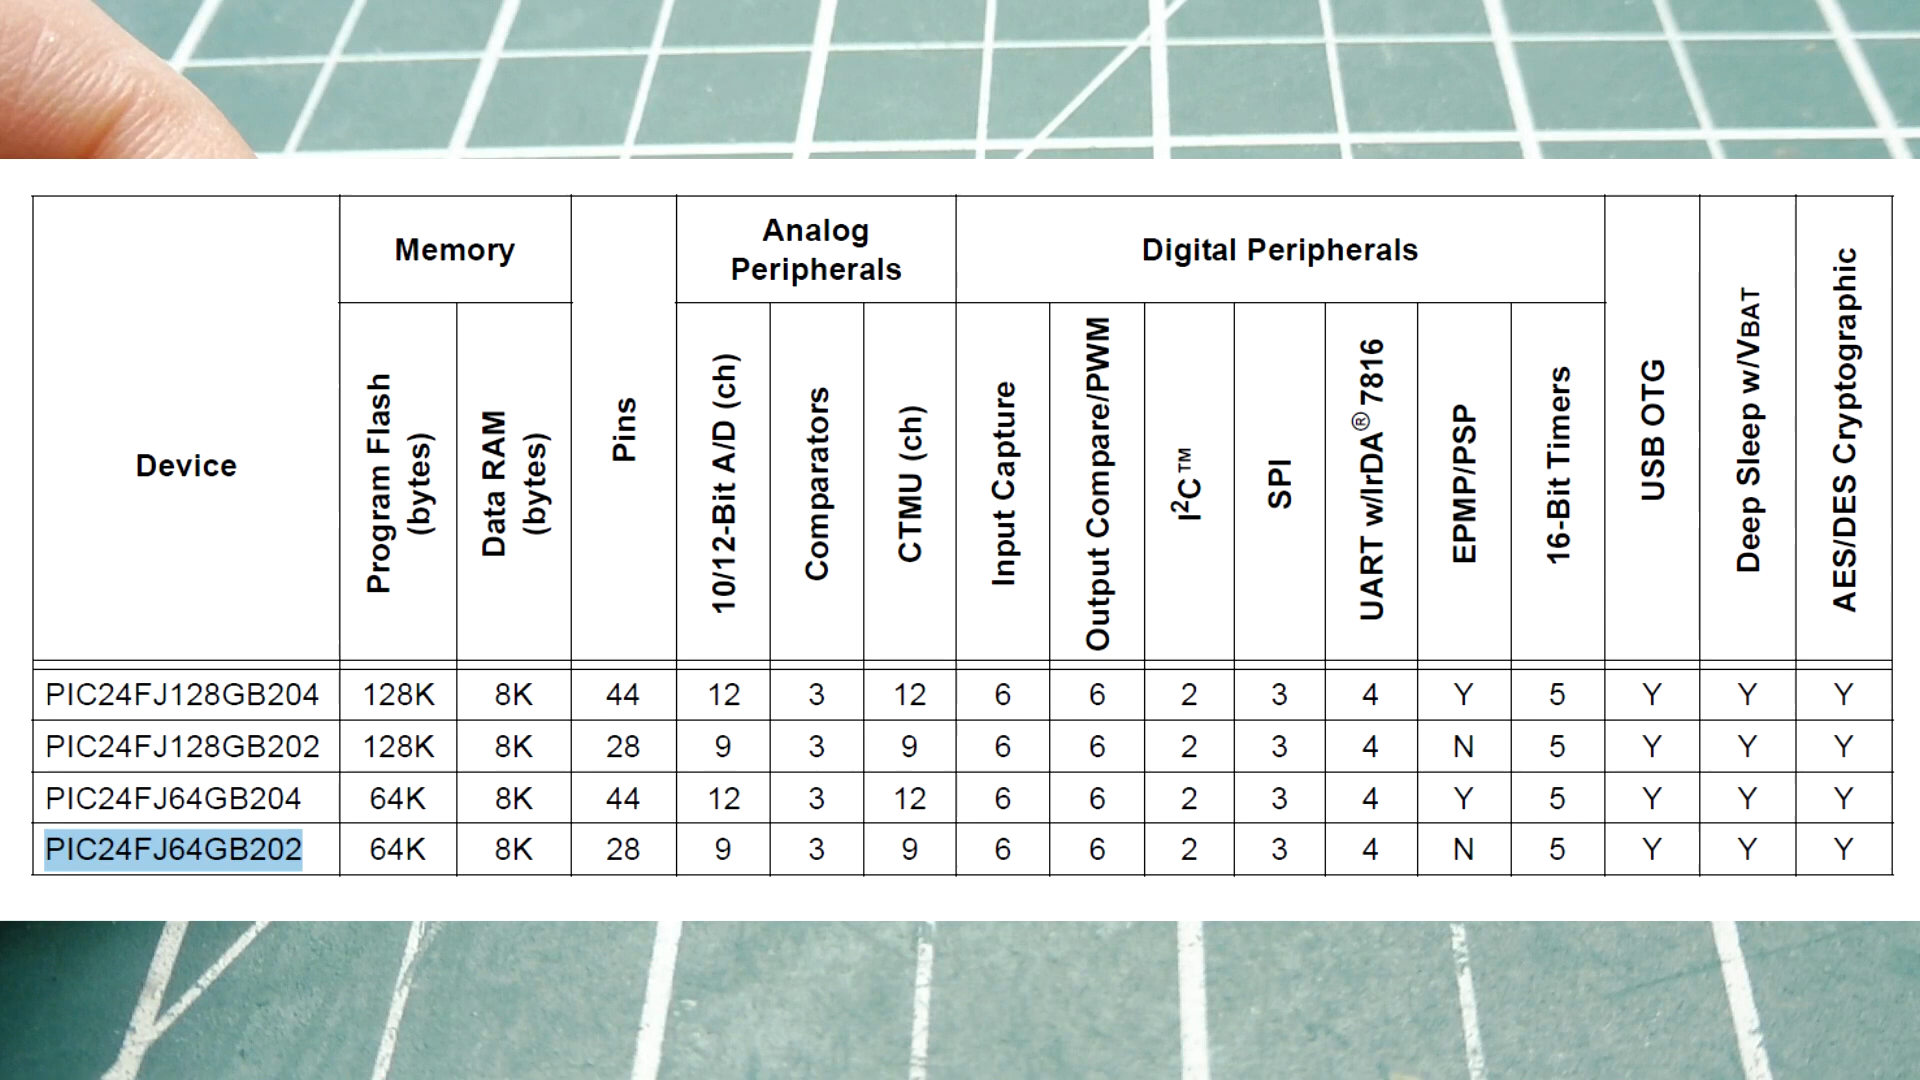 Device
Memory
Pins
Analog
Peripherals
Digital Peripherals
USB OTG
Deep Sleep w/VBAT
AES/DES Cryptographic
Program Flash
(bytes)
Data RAM
(bytes)
10/12-Bit A/D (ch)
Comparators
CTMU (ch)
Input Capture
Output Compare/PWM
I²C™
SPI
UART w/IrDA® 7816
EPMP/PSP
16-Bit Timers
PIC24FJ128GB204 128K 8K 44 12 3 12 6 6 2 3 4 Y 5 Y Y Y
PIC24FJ128GB202 128K 8K 28 9 3 9 6 6 2 3 4 N 5 Y Y Y
PIC24FJ64GB204 64K 8K 44 12 3 12 6 6 2 3 4 Y 5 Y Y Y
PIC24FJ64GB202 64K 8K 28 9 3 9 6 6 2 3 4 N 5 Y Y Y